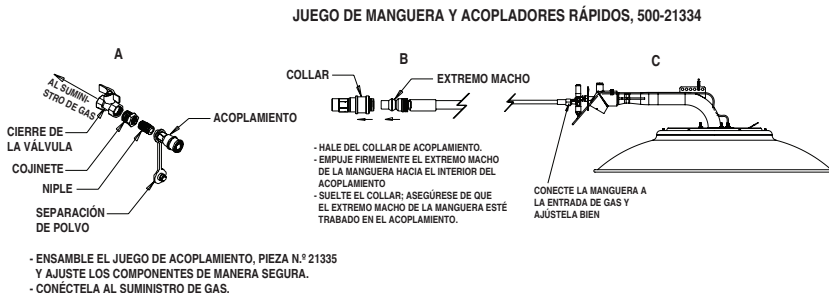 JUEGO DE MANGUERA Y ACOPLADORES RÁPIDOS, 500-21334
A
AL SUMINI-
STRO DE GAS
CIERRE DE
LA VÁLVULA
COJINETE
NIPLE
SEPARACIÓN
DE POLVO
ACOPLAMIENTO
- ENSAMBLE EL JUEGO DE ACOPLAMIENTO, PIEZA N.º 21335
Y AJUSTE LOS COMPONENTES DE MANERA SEGURA.
- CONÉCTELA AL SUMINISTRO DE GAS.
B
COLLAR
EXTREMO MACHO
- HALE DEL COLLAR DE ACOPLAMIENTO.
- EMPUJE FIRMEMENTE EL EXTREMO MACHO
DE LA MANGUERA HACIA EL INTERIOR DEL
ACOPLAMIENTO
- SUELTE EL COLLAR; ASEGÚRESE DE QUE
EL EXTREMO MACHO DE LA MANGUERA ESTÉ
TRABADO EN EL ACOPLAMIENTO.
C
CONECTE LA MANGUERA A
LA ENTRADA DE GAS Y
AJÚSTELA BIEN